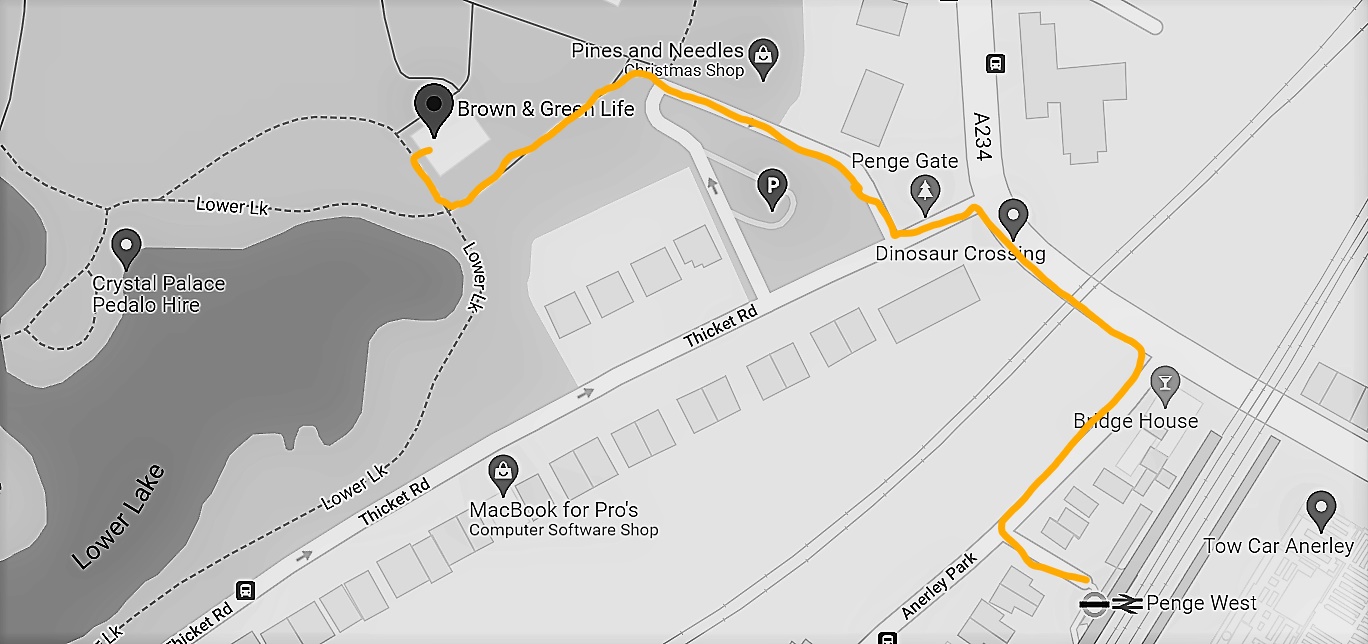 Pines and Needles
Christmas Shop
Brown & Green Life
A234
P
Penge Gate
Lower Lk
Dinosaur Crossing
Crystal Palace
Pedalo Hire
Lower Lk
Thicket Rd
Bridge House
Lower Lk
Thicket Rd
MacBook for Pro's
Computer Software Shop
Lower Lake
Tow Car Anerley
Anerley Park
Penge West
Thicket Rd
Lk